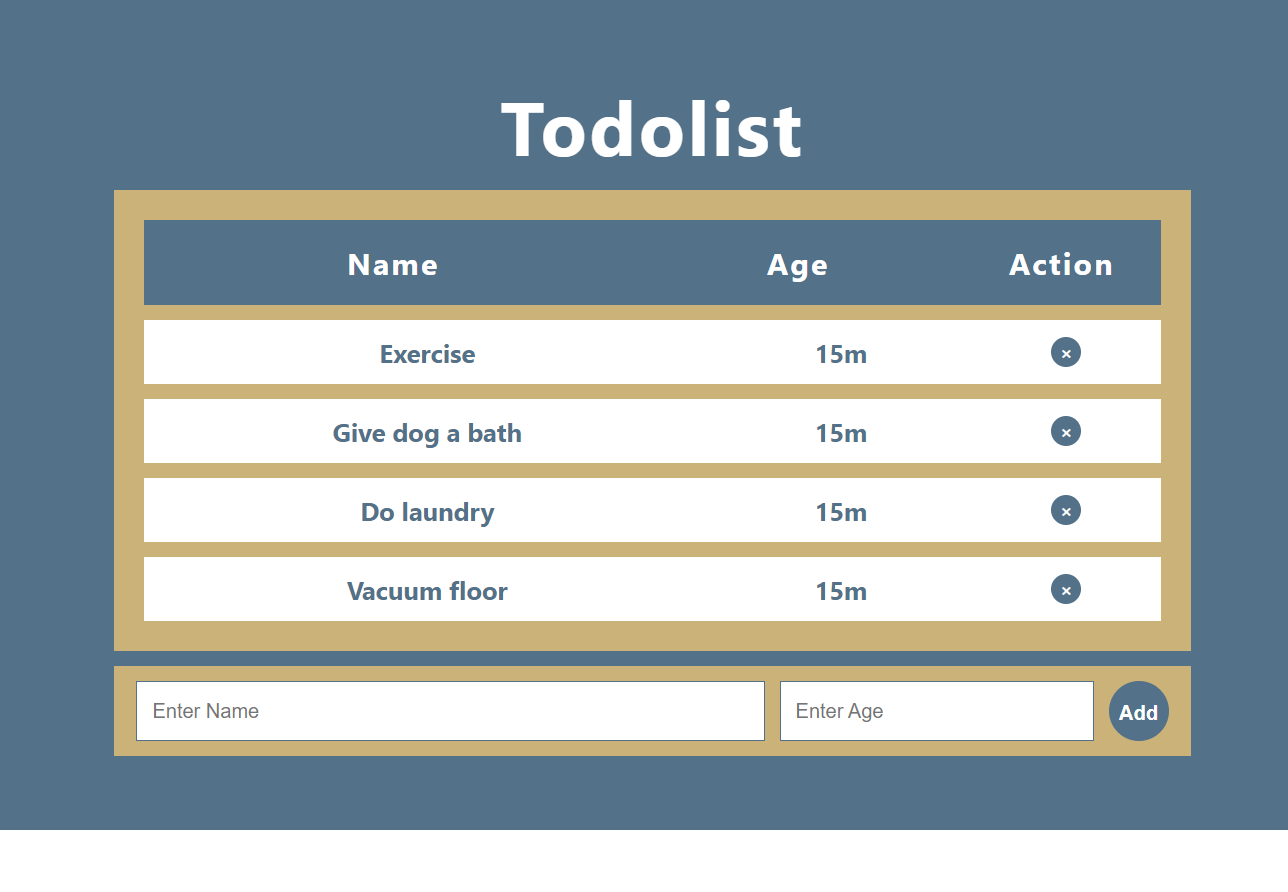 Todolist
Name Age Action
Exercise 15m ×
Give dog a bath 15m ×
Do laundry 15m ×
Vacuum floor 15m ×
Enter Name Enter Age Add